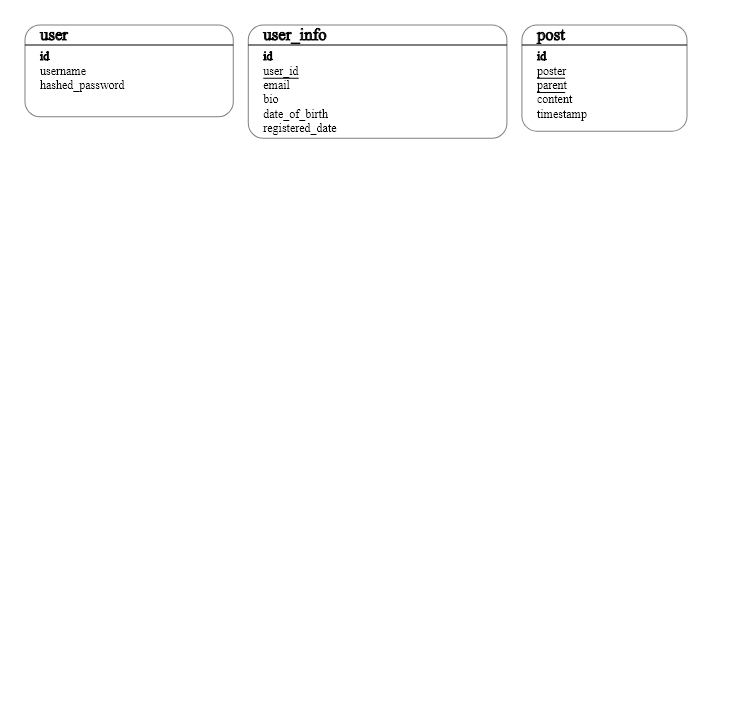 user
id
username
hashed_password
user_info
id
user_id
email
bio
date_of_birth
registered_date
post
id
poster
parent
content
timestamp